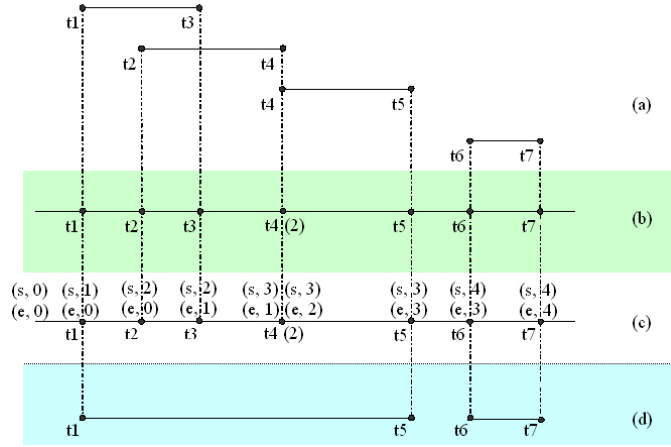 t1 t3
t2 t4
t4 t5 (a)
t6 t7
t1 t2 t3 t4 (2) t5 t6 t7 (b)
(s, 0) (s, 1) (s, 2) (s, 2) (s, 3) (s, 3) (s, 3) (s, 4) (s, 4)
(e, 0) (e, 0) (e, 0) (e, 1) (e, 1) (e, 2) (e, 3) (e, 3) (e, 4)
t1 t2 t3 t4 (2) t5 t6 t7 (c)
t1 t5 t6 t7 (d)